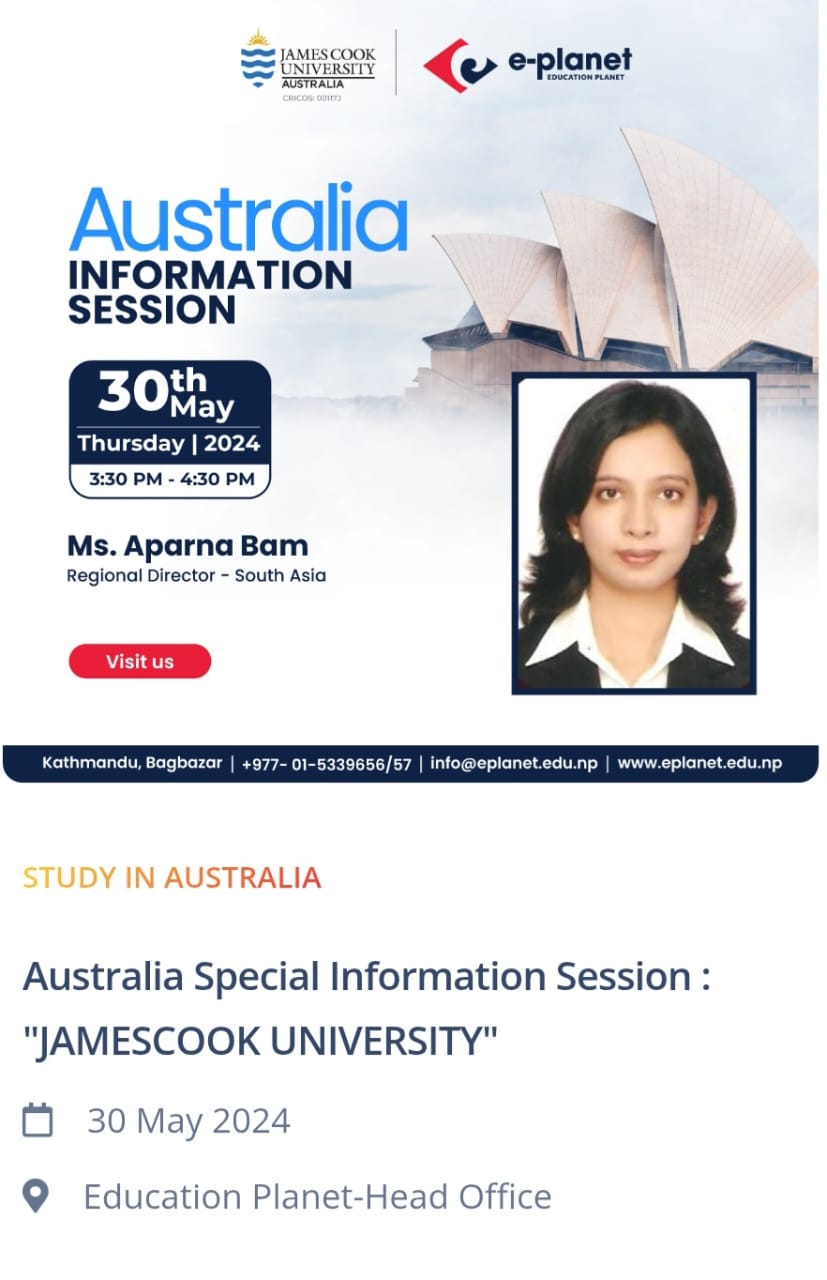 JAMES COOK
UNIVERSITY
AUSTRALIA
CRICOS: 00117J
e-planet
EDUCATION PLANET
Australia
INFORMATION
SESSION
30th
May
Thursday | 2024
3:30 PM - 4:30 PM
Ms. Aparna Bam
Regional Director - South Asia
Visit us
Kathmandu, Bagbazar | +977- 01-5339656/57 | info@eplanet.edu.np | www.eplanet.edu.np
STUDY IN AUSTRALIA
Australia Special Information Session :
"JAMESCOOK UNIVERSITY"
30 May 2024
Education Planet-Head Office